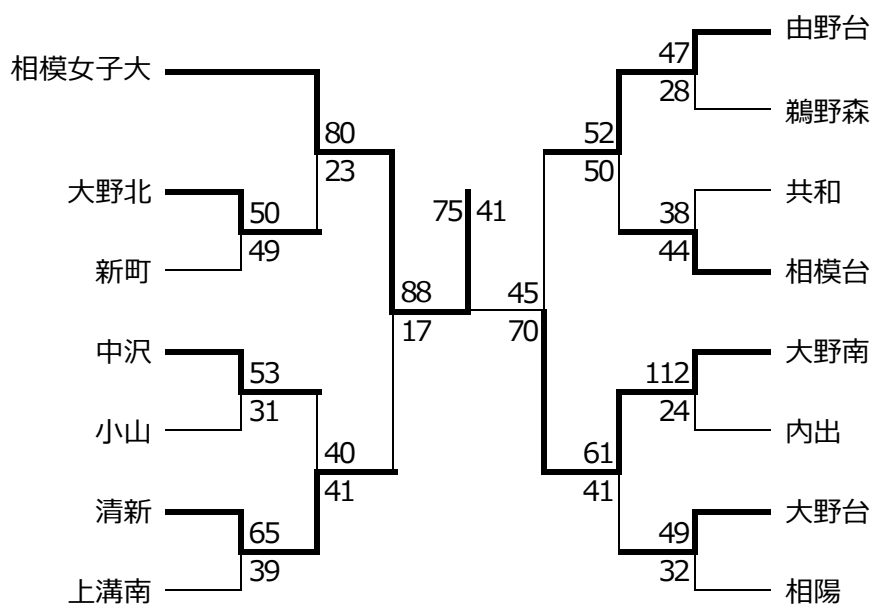 相模女子大
80
23
大野北
50
49
新町
88
17
中沢
53
31
小山
40
41
清新
65
39
上溝南
75 41
由野台
47
28
鵜野森
52
50
共和
38
44
相模台
45
70
大野南
112
24
内出
61
41
大野台
49
32
相陽